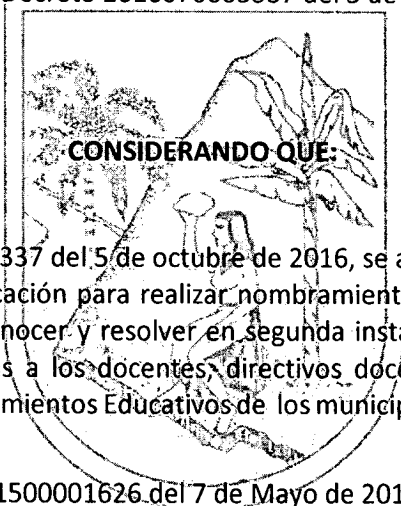 CONSIDERANDO QUE:
337 del 5 de octubre de 2016, se a
cación para realizar nombramient
nocer y resolver en segunda insta
s a los docentes, directivos doce
mientos Educativos de los municip
1500001626 del 7 de Mayo de 201